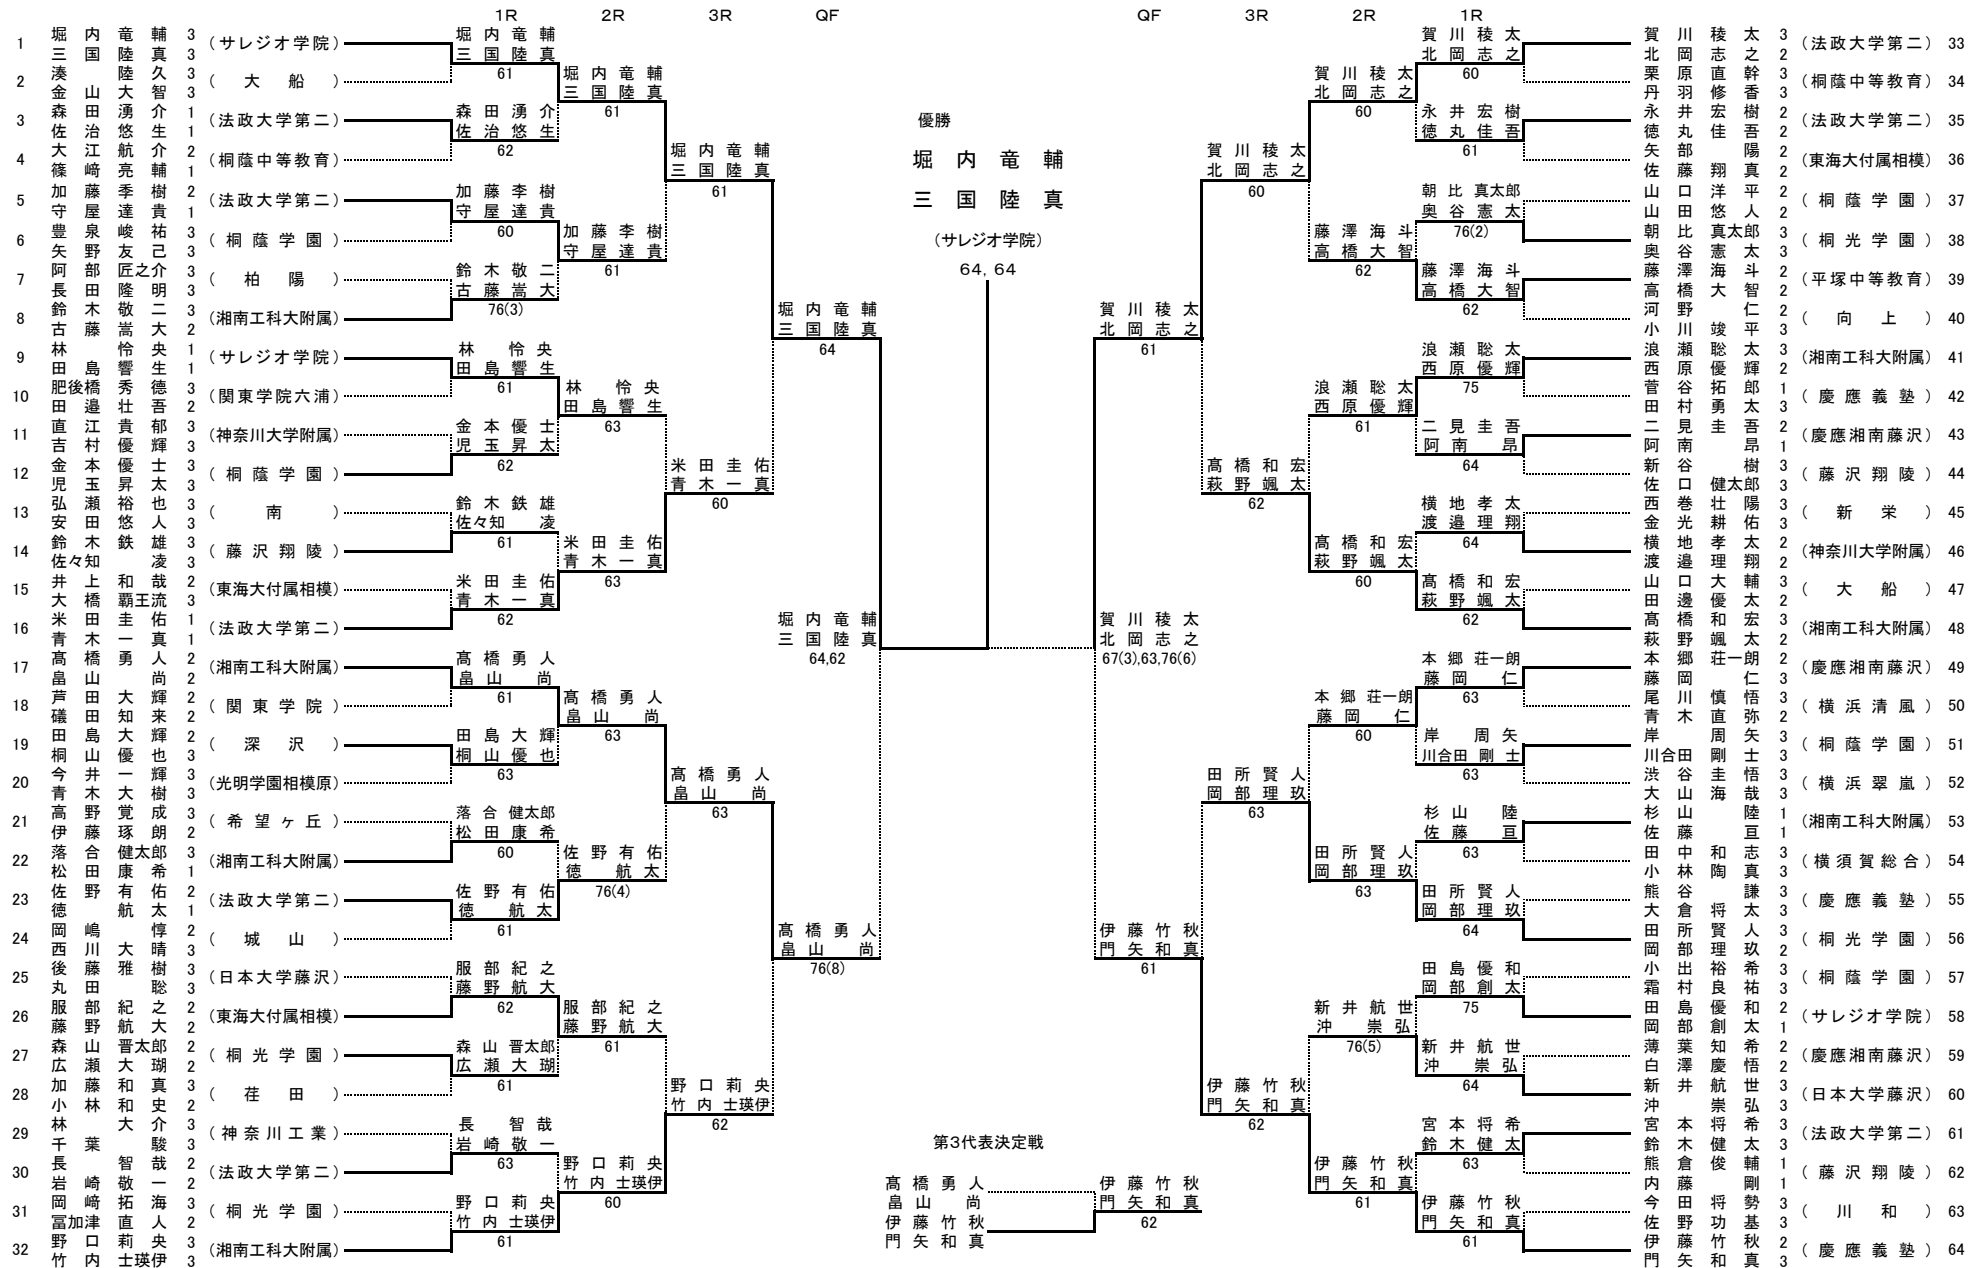 1R 2R 3R QF QF 3R 2R 1R
1 堀内竜輔 3 三国陸真 3 (サレジオ学院)
2 湊陸久 3 金山大智 3 (大船)
3 森田湧介 1 佐治悠生 1 (法政大学第二)
4 大江航介 2 篠﨑亮輔 1 (桐蔭中等教育)
5 加藤季樹 2 守屋達貴 1 (法政大学第二)
6 豊泉峻祐 3 矢野友己 3 (桐蔭学園)
7 阿部匠之介 3 長田隆明 3 (柏陽)
8 鈴木敬二 3 古藤嵩大 2 (湘南工科大附属)
9 林怜央 1 田島響生 1 (サレジオ学院)
10 肥後橋秀徳 3 田邉壮吾 2 (関東学院六浦)
11 直江貴郁 3 吉村優輝 3 (神奈川大学附属)
12 金本優士 3 児玉昇太 3 (桐蔭学園)
13 弘瀬裕也 3 安田悠人 3 (南)
14 鈴木鉄雄 3 佐々知凌 3 (藤沢翔陵)
15 井上和哉 2 大橋覇王流 3 (東海大付属相模)
16 米田圭佑 1 青木一真 1 (法政大学第二)
17 髙橋勇人 2 畠山尚 2 (湘南工科大附属)
18 芦田大輝 2 礒田知来 2 (関東学院)
19 田島大輝 2 桐山優也 3 (深沢)
20 今井一輝 3 青木大樹 3 (光明学園相模原)
21 高野覚成 3 伊藤琢朗 2 (希望ヶ丘)
22 落合健太郎 3 松田康希 1 (湘南工科大附属)
23 佐野有佑 2 徳航太 1 (法政大学第二)
24 岡嶋惇 2 西川大晴 3 (城山)
25 後藤雅樹 3 丸田聡 3 (日本大学藤沢)
26 服部紀之 2 藤野航大 2 (東海大付属相模)
27 森山晋太郎 2 広瀬大瑚 2 (桐光学園)
28 加藤和真 3 小林和史 2 (荏田)
29 林大介 3 千葉駿 3 (神奈川工業)
30 長智哉 2 岩崎敬一 2 (法政大学第二)
31 岡﨑拓海 3 冨加津直人 2 (桐光学園)
32 野口莉央 3 竹内士瑛伊 3 (湘南工科大附属)
堀内竜輔 三国陸真 61
森田湧介 佐治悠生 62
加藤李樹 守屋達貴 60
鈴木敬二 古藤嵩大 76(3)
林怜央 田島響生 61
金本優士 児玉昇太 62
鈴木鉄雄 佐々知凌 61
米田圭佑 青木一真 62
髙橋勇人 畠山尚 61
田島大輝 桐山優也 63
落合健太郎 松田康希 60
佐野有佑 徳航太 61
服部紀之 藤野航大 62
森山晋太郎 広瀬大瑚 61
長智哉 岩崎敬一 63
野口莉央 竹内士瑛伊 61
堀内竜輔 三国陸真 61
加藤李樹 守屋達貴 61
林怜央 田島響生 63
米田圭佑 青木一真 63
髙橋勇人 畠山尚 63
佐野有佑 徳航太 76(4)
服部紀之 藤野航大 61
野口莉央 竹内士瑛伊 60
堀内竜輔 三国陸真 61
米田圭佑 青木一真 60
髙橋勇人 畠山尚 63
野口莉央 竹内士瑛伊 62
堀内竜輔 三国陸真 64
髙橋勇人 畠山尚 76(8)
堀内竜輔 三国陸真 64,62
優勝
堀内竜輔
三国陸真
(サレジオ学院)
64, 64
賀川稜太 北岡志之 67(3),63,76(6)
賀川稜太 北岡志之 61
伊藤竹秋 門矢和真 61
賀川稜太 北岡志之 60
髙橋和宏 萩野颯太 62
田所賢人 岡部理玖 63
伊藤竹秋 門矢和真 62
賀川稜太 北岡志之 60
藤澤海斗 高橋大智 62
浪瀬聡太 西原優輝 61
髙橋和宏 萩野颯太 60
本郷荘一朗 藤岡仁 60
田所賢人 岡部理玖 63
新井航世 沖崇弘 76(5)
伊藤竹秋 門矢和真 61
賀川稜太 北岡志之 60
永井宏樹 徳丸佳吾 61
朝比真太郎 奥谷憲太 76(2)
藤澤海斗 高橋大智 62
浪瀬聡太 西原優輝 75
二見圭吾 阿南昂 64
横地孝太 渡邉理翔 64
髙橋和宏 萩野颯太 62
本郷荘一朗 藤岡仁 63
岸周矢 川合田剛士 63
杉山陸 佐藤亘 63
田所賢人 岡部理玖 64
田島優和 岡部創太 75
新井航世 沖崇弘 64
宮本将希 鈴木健太 63
伊藤竹秋 門矢和真 61
賀川稜太 3 北岡志之 2 (法政大学第二) 33
栗原直幹 3 丹羽修香 3 (桐蔭中等教育) 34
永井宏樹 2 徳丸佳吾 2 (法政大学第二) 35
矢部陽 2 佐藤翔真 2 (東海大付属相模) 36
山口洋平 2 山田悠人 2 (桐蔭学園) 37
朝比真太郎 3 奥谷憲太 3 (桐光学園) 38
藤澤海斗 2 高橋大智 2 (平塚中等教育) 39
河野仁 2 小川竣平 3 (向上) 40
浪瀬聡太 3 西原優輝 2 (湘南工科大附属) 41
菅谷拓郎 1 田村勇太 3 (慶應義塾) 42
二見圭吾 2 阿南昂 1 (慶應湘南藤沢) 43
新谷樹 3 佐口健太郎 3 (藤沢翔陵) 44
西巻壮陽 3 金光耕佑 3 (新栄) 45
横地孝太 2 渡邉理翔 2 (神奈川大学附属) 46
山口大輔 3 田邊優太 2 (大船) 47
髙橋和宏 3 萩野颯太 2 (湘南工科大附属) 48
本郷荘一朗 2 藤岡仁 3 (慶應湘南藤沢) 49
尾川慎悟 3 青木直弥 2 (横浜清風) 50
岸周矢 3 川合田剛士 3 (桐蔭学園) 51
渋谷圭悟 3 大山海哉 3 (横浜翠嵐) 52
杉山陸 1 佐藤亘 1 (湘南工科大附属) 53
田中和志 3 小林陶真 3 (横須賀総合) 54
熊谷謙 3 大倉将太 3 (慶應義塾) 55
田所賢人 3 岡部理玖 2 (桐光学園) 56
小出裕希 3 霜村良祐 3 (桐蔭学園) 57
田島優和 2 岡部創太 1 (サレジオ学院) 58
薄葉知希 2 白澤慶悟 2 (慶應湘南藤沢) 59
新井航世 3 沖崇弘 3 (日本大学藤沢) 60
宮本将希 3 鈴木健太 3 (法政大学第二) 61
熊倉俊輔 1 内藤剛 1 (藤沢翔陵) 62
今田将勢 3 佐野功基 3 (川和) 63
伊藤竹秋 2 門矢和真 3 (慶應義塾) 64
第3代表決定戦
髙橋勇人 畠山尚
伊藤竹秋 門矢和真
伊藤竹秋 門矢和真 62